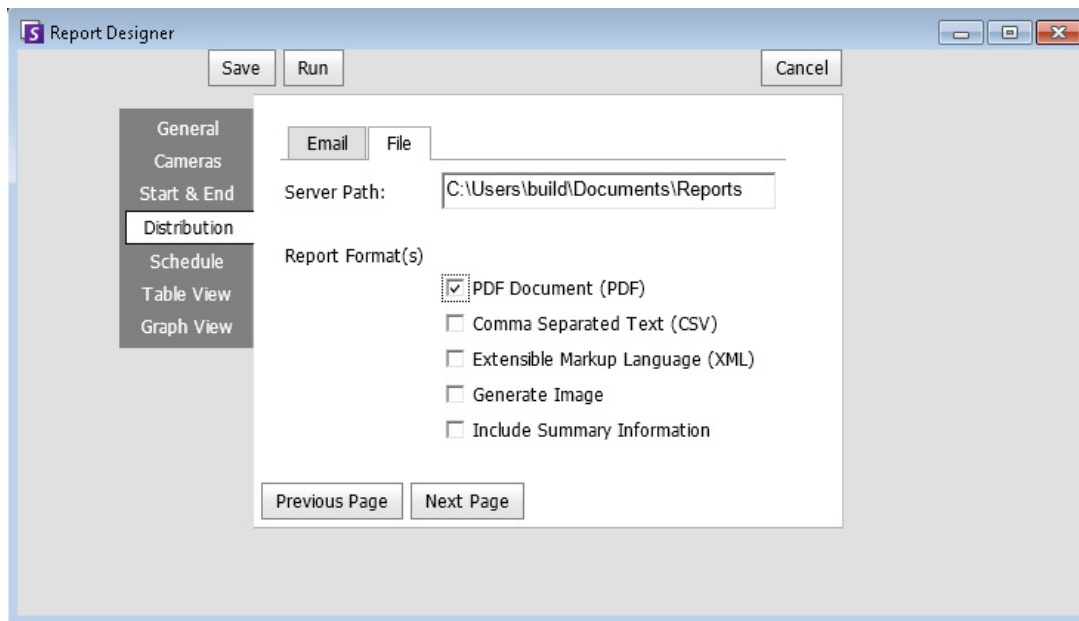 Report Designer
Save Run Cancel
General
Cameras
Start & End
Distribution
Schedule
Table View
Graph View
Email File
Server Path: C:\Users\build\Documents\Reports
Report Format(s)
PDF Document (PDF)
Comma Separated Text (CSV)
Extensible Markup Language (XML)
Generate Image
Include Summary Information
Previous Page Next Page